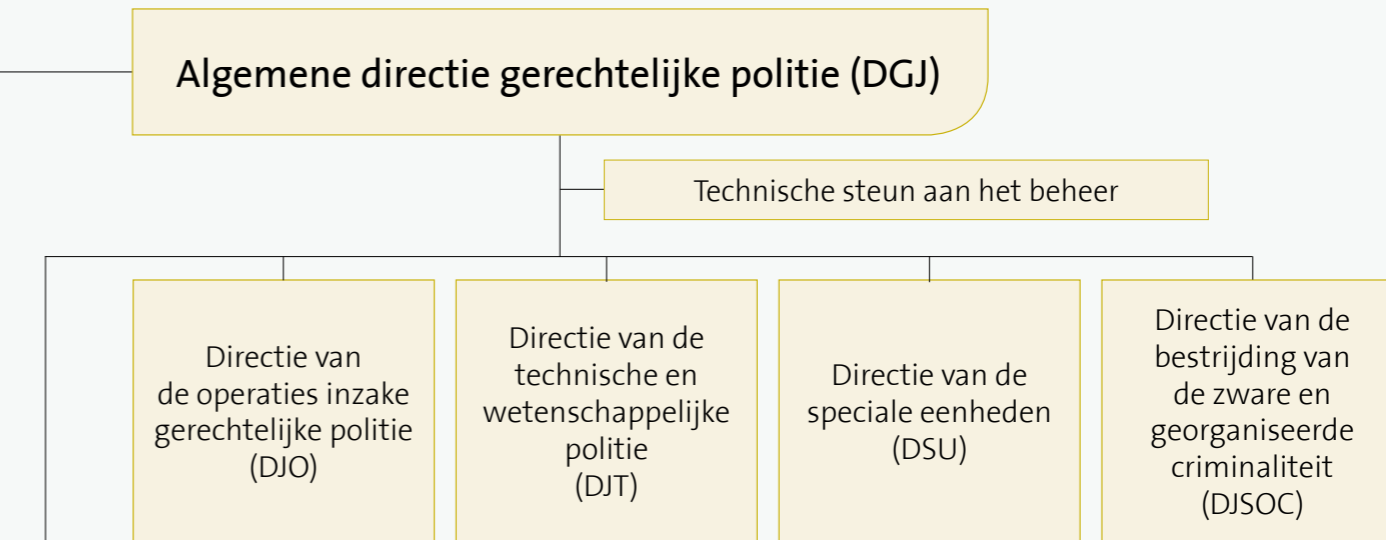 Algemene directie gerechtelijke politie (DGJ)
Technische steun aan het beheer
Directie van
de operaties inzake
gerechtelijke politie
(DJO)
Directie van de
technische en
wetenschappelijke
politie
(DJT)
Directie van de
speciale eenheden
(DSU)
Directie van de
bestrijding van
de zware en
georganiseerde
criminaliteit
(DJSOC)